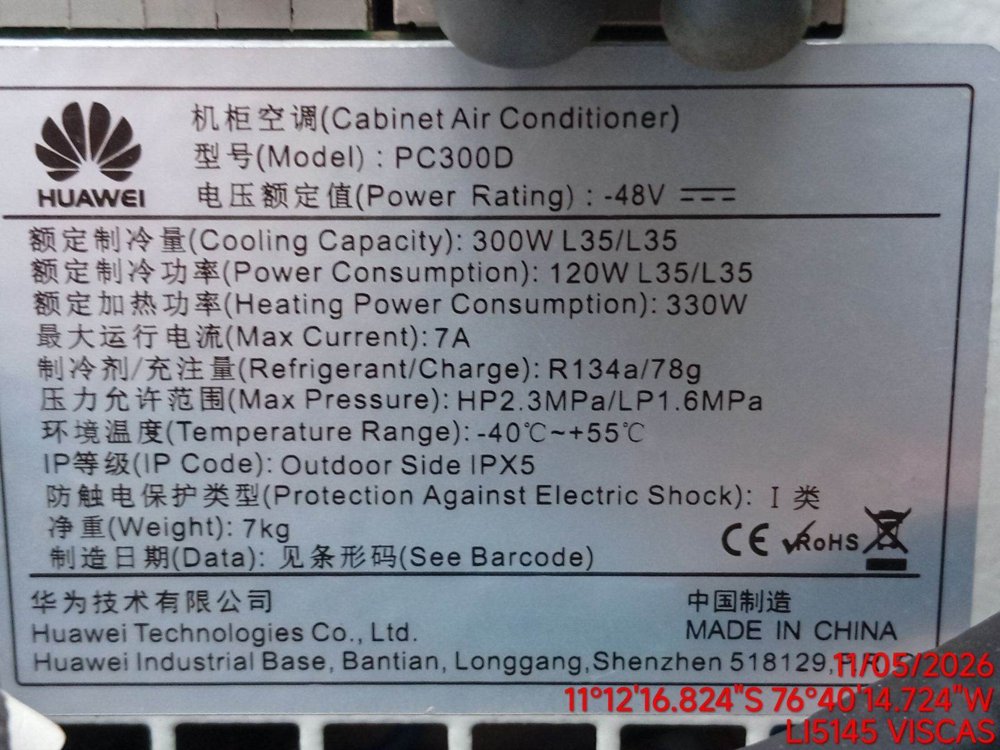 HUAWEI
机柜空调(Cabinet Air Conditioner)
型号(Model) : PC300D
电压额定值(Power Rating) : -48V
额定制冷量(Cooling Capacity): 300W L35/L35
额定制冷功率(Power Consumption): 120W L35/L35
额定加热功率(Heating Power Consumption): 330W
最大运行电流(Max Current): 7A
制冷剂/充注量(Refrigerant/Charge): R134a/78g
压力允许范围(Max Pressure): HP2.3MPa/LP1.6MPa
环境温度(Temperature Range): -40℃~+55℃
IP等级(IP Code): Outdoor Side IPX5
防触电保护类型(Protection Against Electric Shock): I 类
净重(Weight): 7kg
CE RoHS
制造日期(Data): 见条形码(See Barcode)
华为技术有限公司
中国制造
Huawei Technologies Co., Ltd.
MADE IN CHINA
Huawei Industrial Base, Bantian, Longgang,Shenzhen 518129,
11/05/2026
11°12'16.824"S 76°40'14.724"W
LI5145 VISCAS